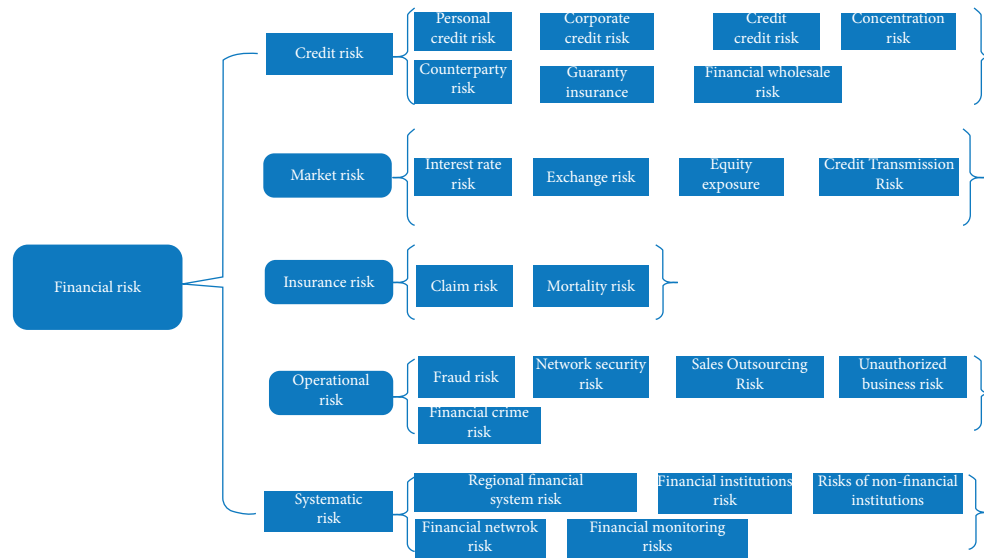 Financial risk
Credit risk
Personal
credit risk
Corporate
credit risk
Credit
credit risk
Concentration
risk
Counterparty
risk
Guaranty
insurance
Financial wholesale
risk
Market risk
Interest rate
risk
Exchange risk
Equity
exposure
Credit Transmission
Risk
Insurance risk
Claim risk
Mortality risk
Operational
risk
Fraud risk
Network security
risk
Sales Outsourcing
Risk
Unauthorized
business risk
Financial crime
risk
Systematic
risk
Regional financial
system risk
Financial institutions
risk
Risks of non-financial
institutions
Financial netwrok
risk
Financial monitoring
risks